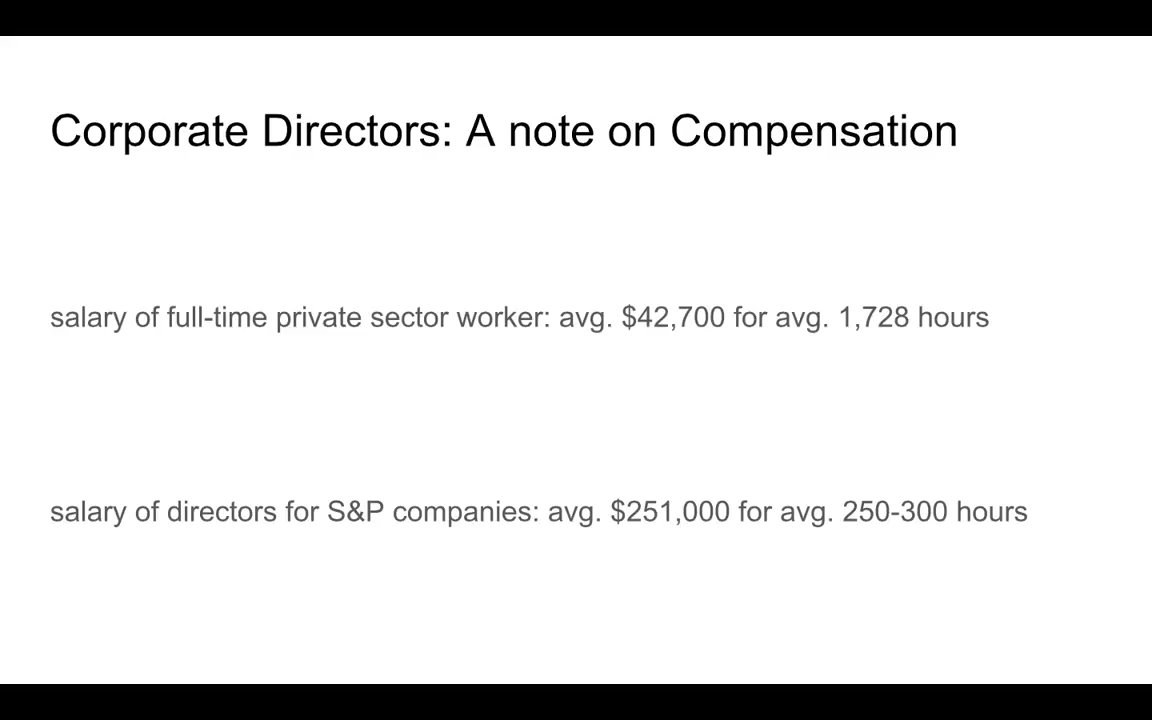 Corporate Directors: A note on Compensation
salary of full-time private sector worker: avg. $42,700 for avg. 1,728 hours
salary of directors for S&P companies: avg. $251,000 for avg. 250-300 hours